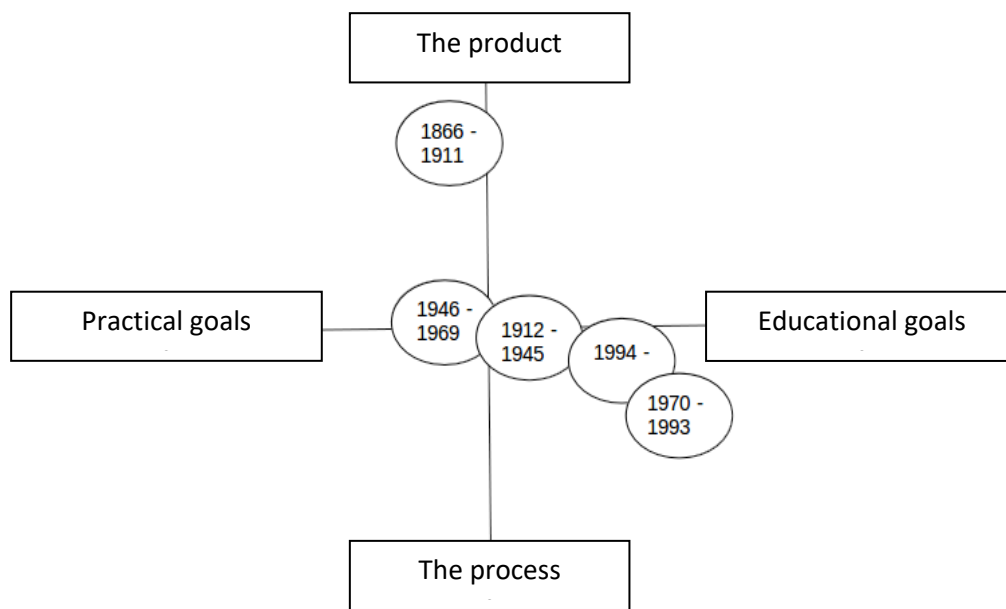 The product
1866 -
1911
Practical goals
1946 -
1969
1912 -
1945
1994 -
Educational goals
1970 -
1993
The process